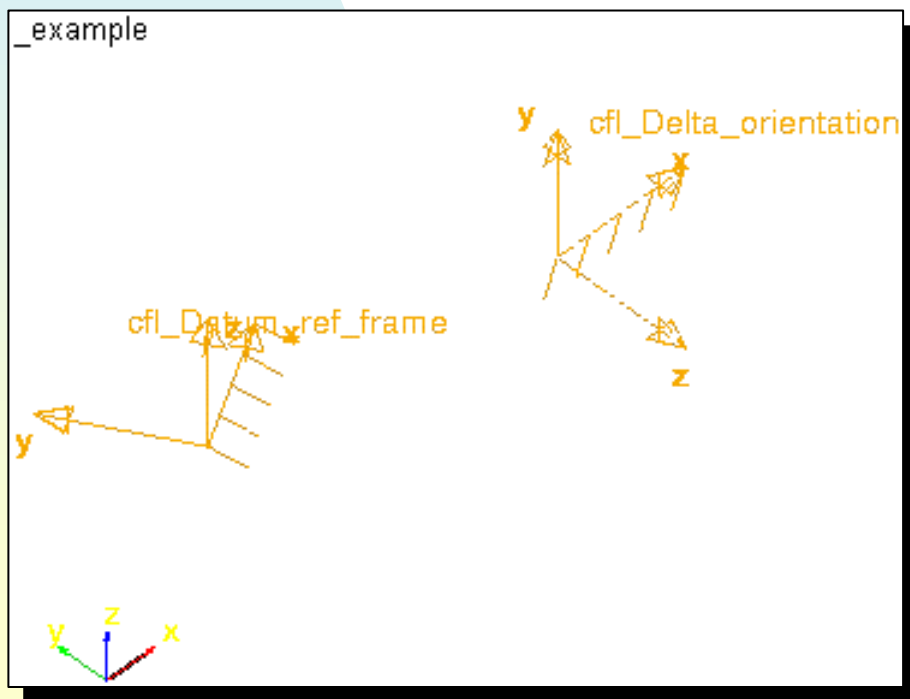 _example
y cfl_Delta_orientation
x
z
cfl_Datum_ref_frame
z x
y
y z x